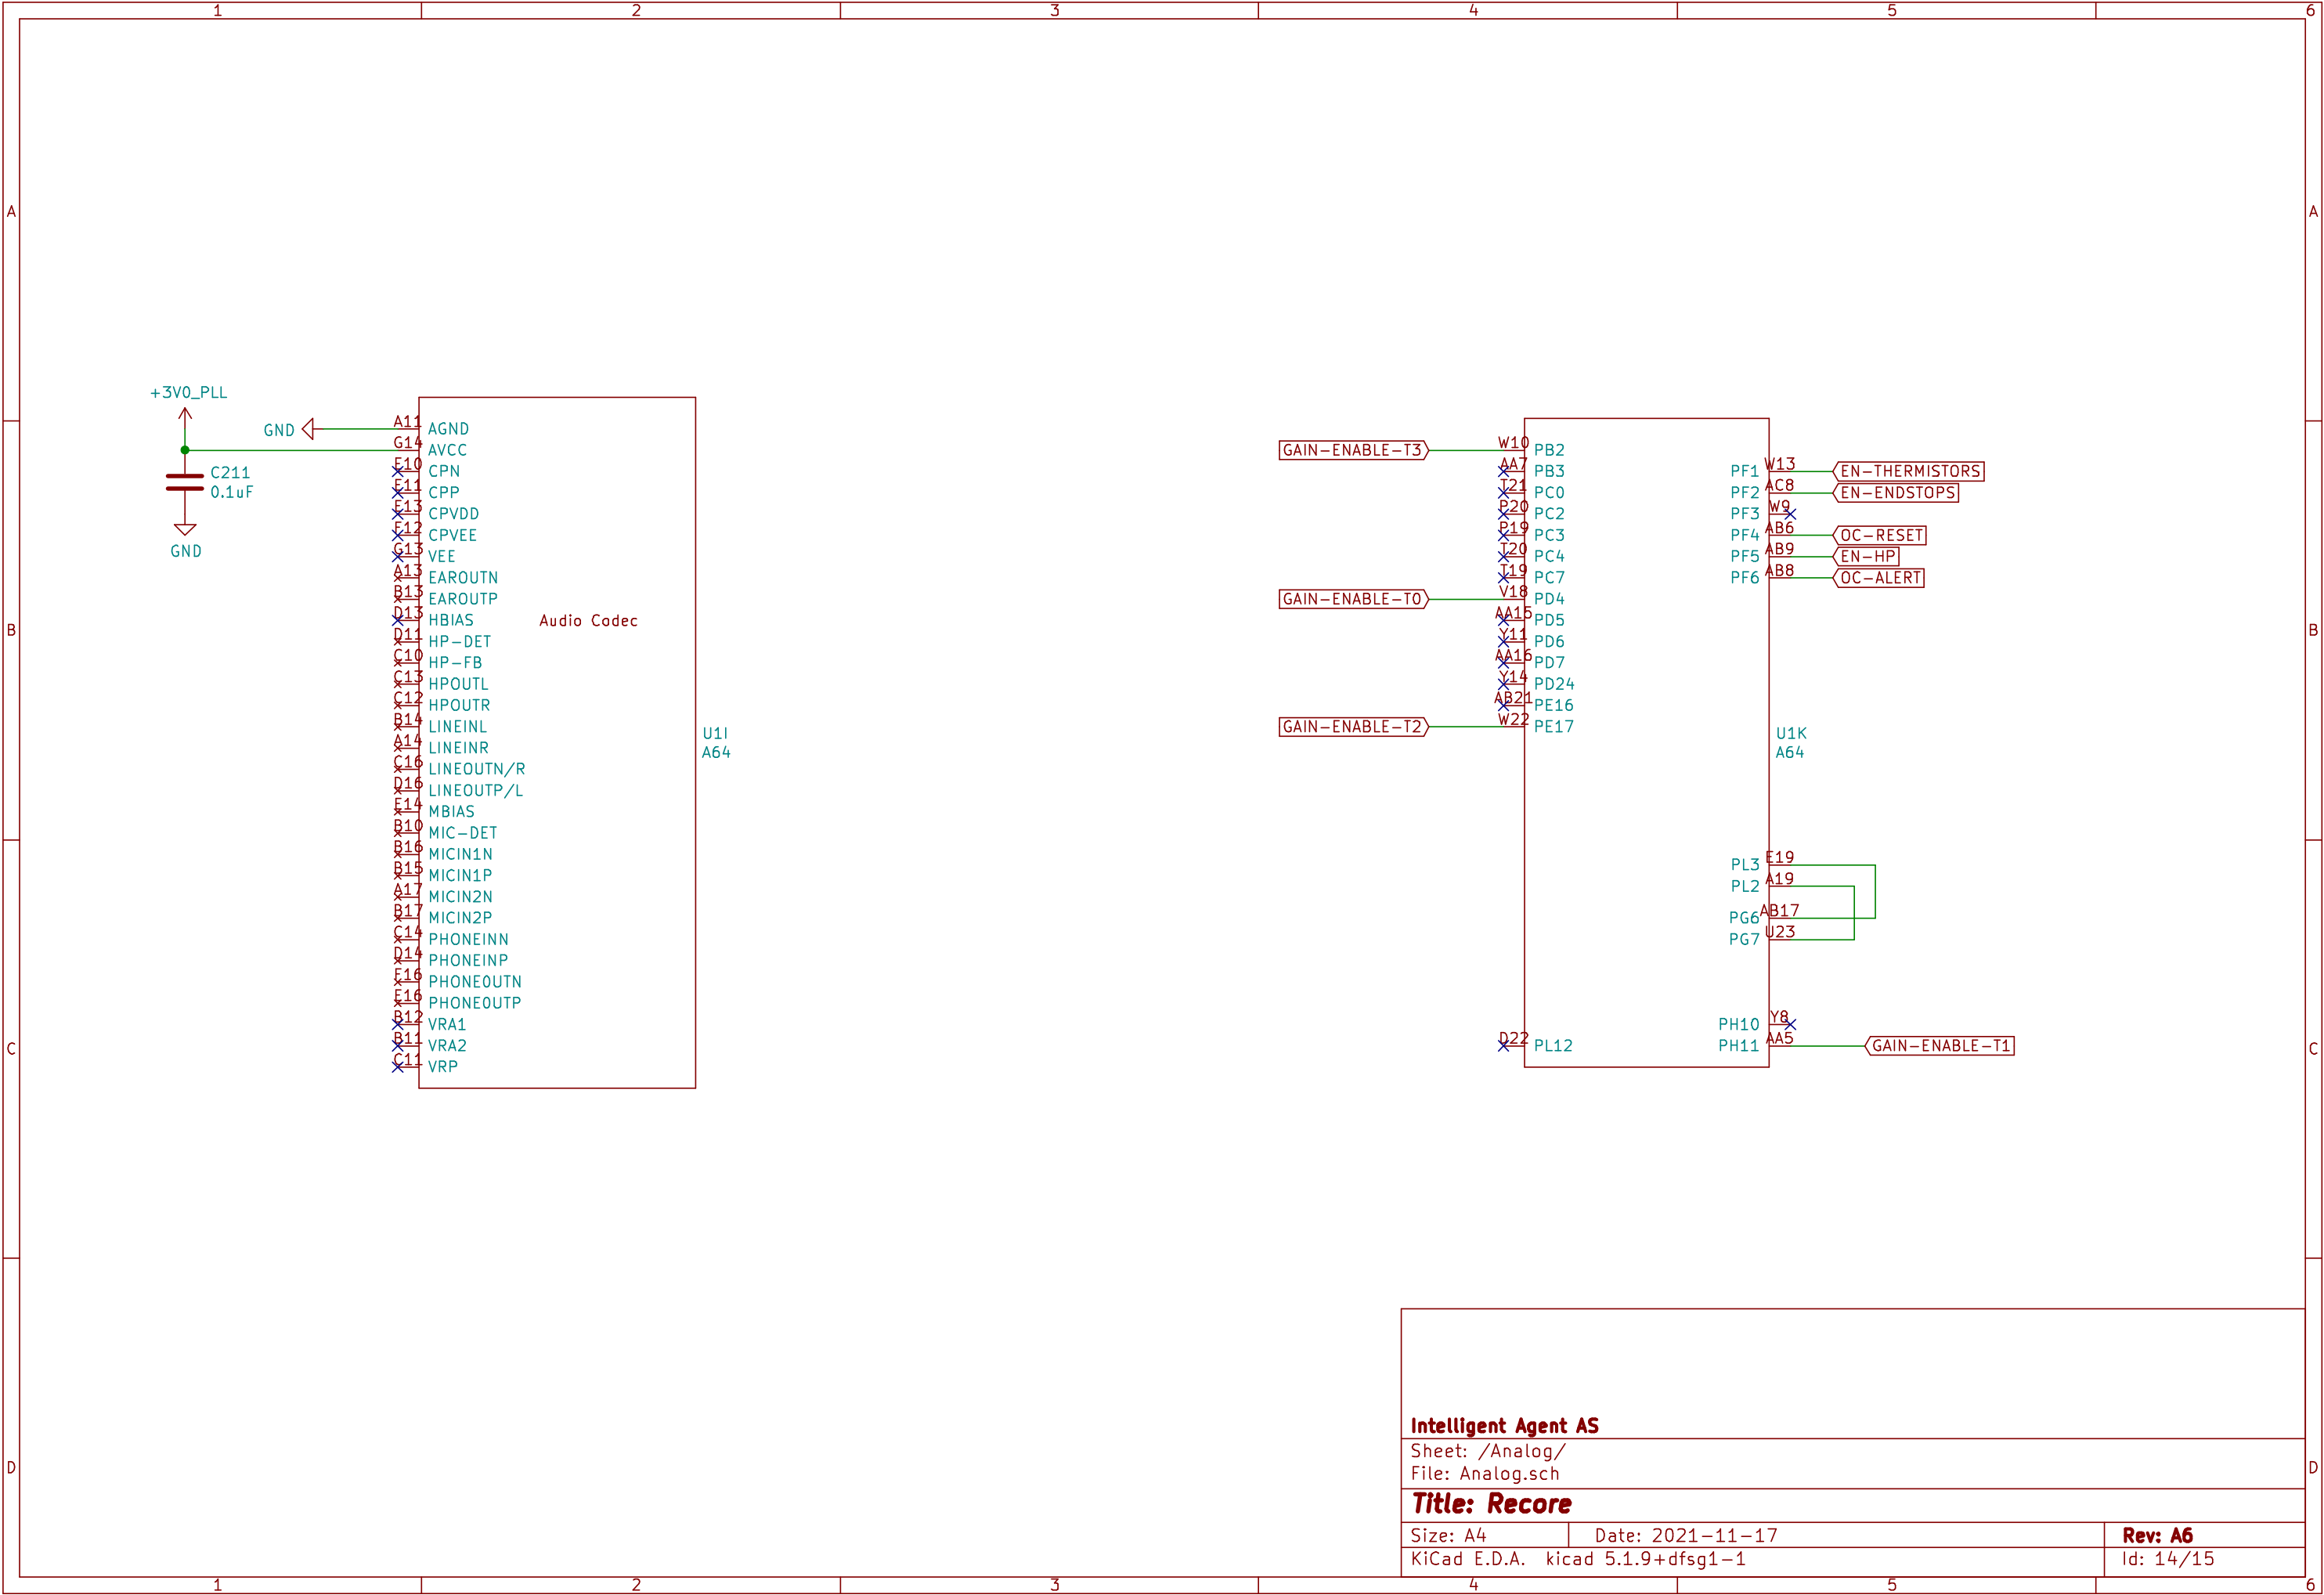 1 2 3 4 5 6
A A
B B
C C
D D
+3V0_PLL
GND
C211
0.1uF
GND
A11 AGND
G14 AVCC
CPN
CPP
CPVDD
CPVEE
G13 VEE
A13 EAROUTN
B13 EAROUTP
D13 HBIAS
D11 HP-DET
C10 HP-FB
C13 HPOUTL
C12 HPOUTR
B14 LINEINL
A14 LINEINR
C16 LINEOUTN/R
D16 LINEOUTP/L
MBIAS
B10 MIC-DET
B16 MICIN1N
B15 MICIN1P
A17 MICIN2N
B17 MICIN2P
C14 PHONEINN
D14 PHONEINP
PHONEOUTN
PHONEOUTP
B12 VRA1
B11 VRA2
C11 VRP
Audio Codec
U1I
A64
GAIN-ENABLE-T3 W10 PB2
AA7 PB3
T21 PC0
P20 PC2
P19 PC3
T20 PC4
T19 PC7
GAIN-ENABLE-T0 V18 PD4
AA15 PD5
Y11 PD6
AA16 PD7
Y14 PD24
AB21 PE16
GAIN-ENABLE-T2 W22 PE17
D22 PL12
PF1 W13 EN-THERMISTORS
PF2 AC8 EN-ENDSTOPS
PF3 W9
PF4 AB6 OC-RESET
PF5 AB9 EN-HP
PF6 AB8 OC-ALERT
U1K
A64
PL3 E19
PL2 A19
PG6 AB17
PG7 U23
PH10 Y8
PH11 AA5 GAIN-ENABLE-T1
Intelligent Agent AS
Sheet: /Analog/
File: Analog.sch
Title: Recore
Size: A4 Date: 2021-11-17 Rev: A6
KiCad E.D.A. kicad 5.1.9+dfsg1-1 Id: 14/15
1 2 3 4 5 6